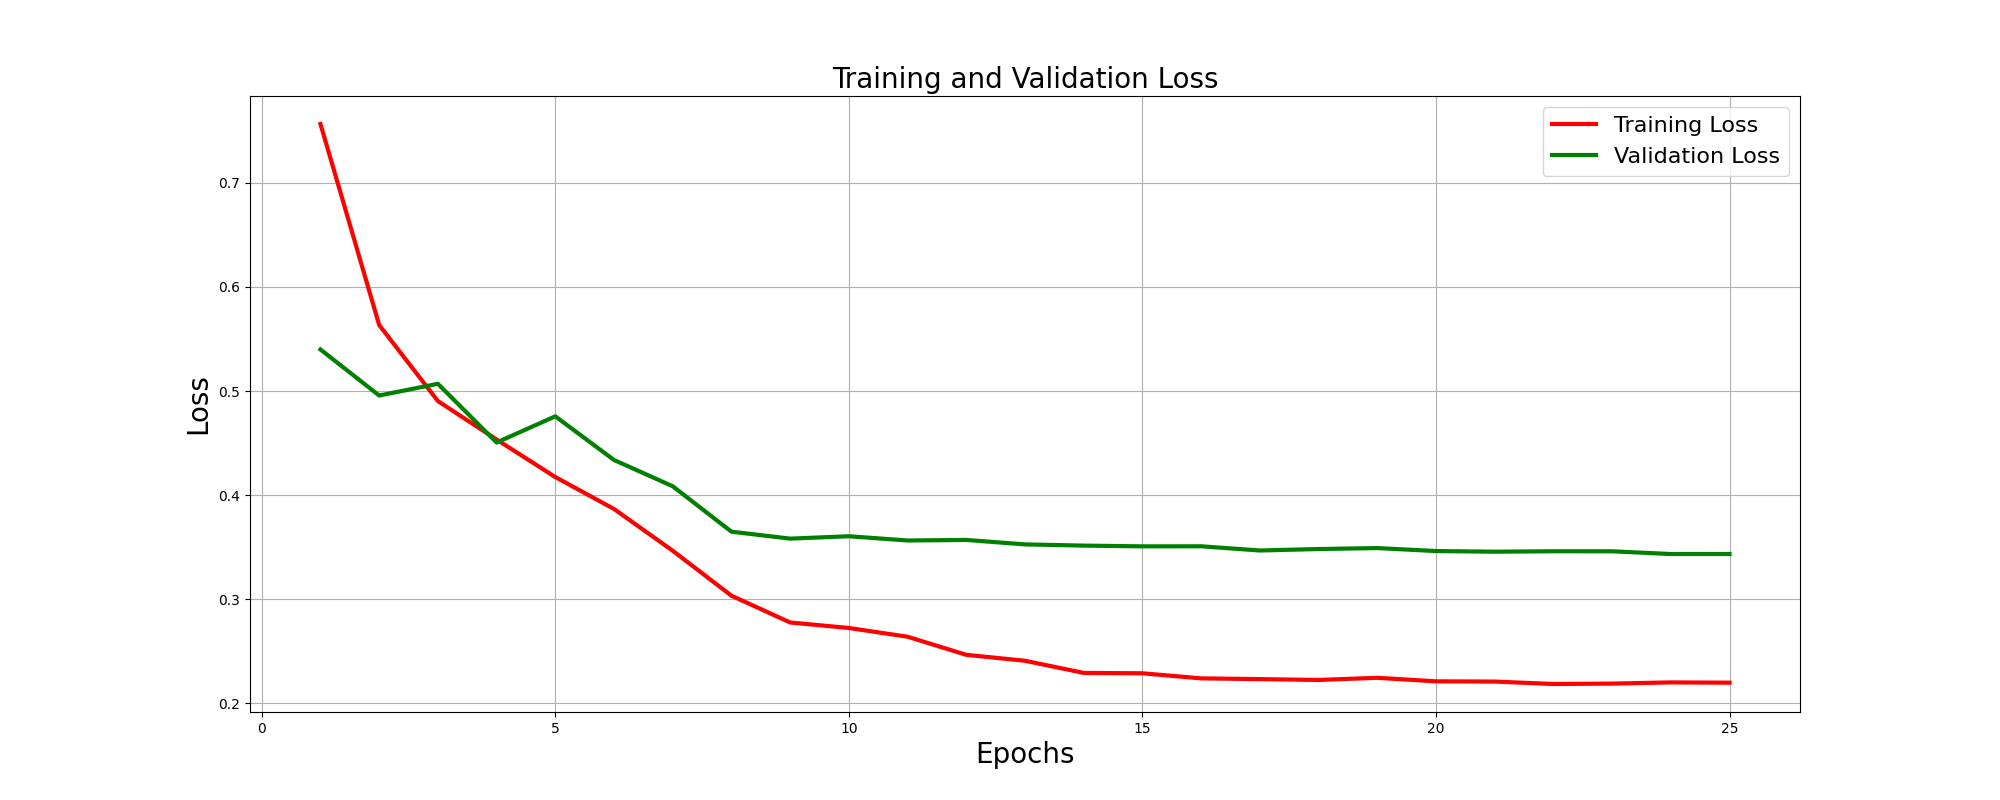 Training and Validation Loss
Training Loss
Validation Loss
0.7
0.6
0.5
0.4
0.3
0.2
Loss
0 5 10 15 20 25
Epochs